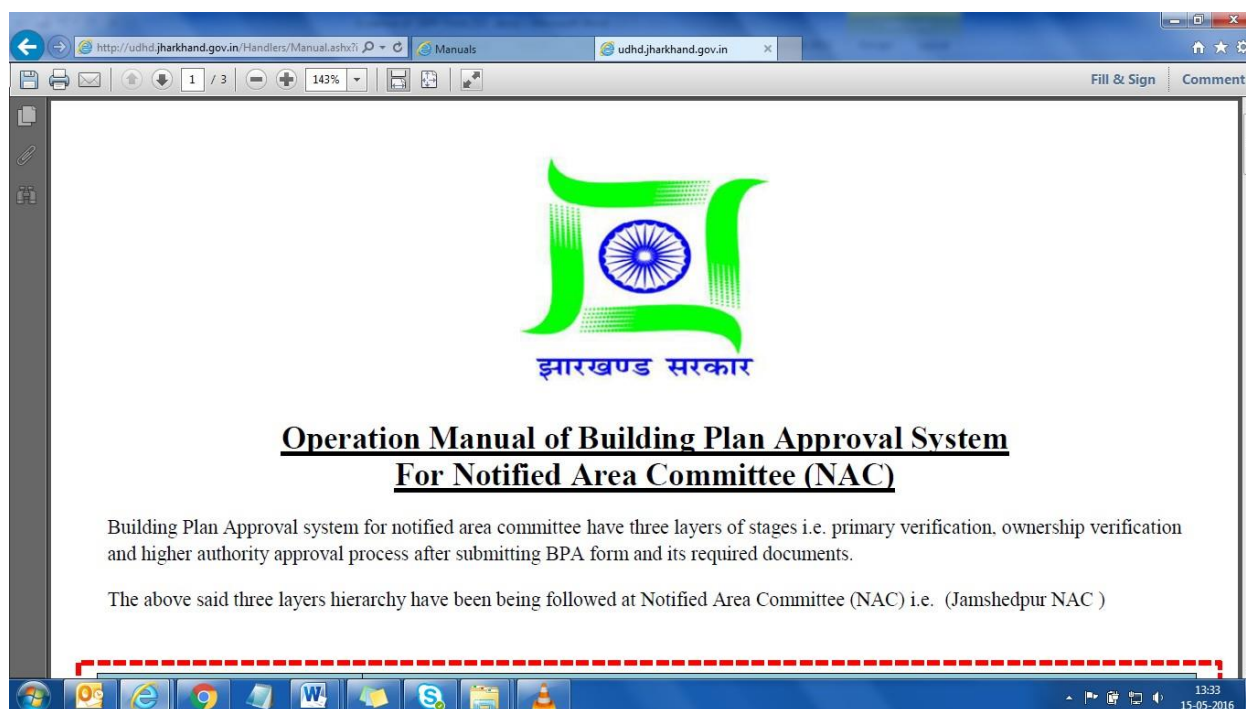 http://udhd.jharkhand.gov.in/Handlers/Manual.ashx?i
Manuals
udhd.jharkhand.gov.in
1 / 3
143%
Fill & Sign
Comment
झारखण्ड सरकार
Operation Manual of Building Plan Approval System
For Notified Area Committee (NAC)
Building Plan Approval system for notified area committee have three layers of stages i.e. primary verification, ownership verification
and higher authority approval process after submitting BPA form and its required documents.
The above said three layers hierarchy have been being followed at Notified Area Committee (NAC) i.e. (Jamshedpur NAC )
13:33
15-05-2016